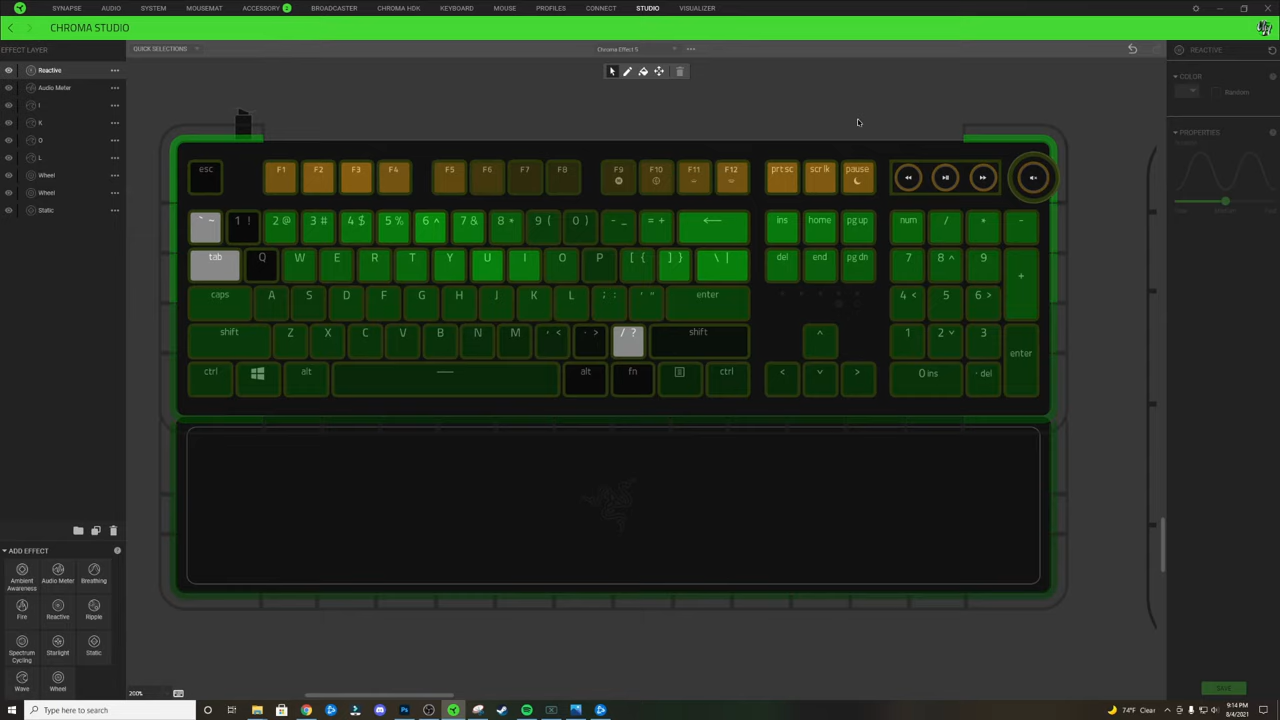 SYNAPSE AUDIO SYSTEM MOUSEMAT ACCESSORY 2 BROADCASTER CHROMA HDK KEYBOARD MOUSE PROFILES CONNECT STUDIO VISUALIZER
CHROMA STUDIO
EFFECT LAYER QUICK SELECTIONS Chroma Effect 5 REACTIVE
Reactive
Audio Meter
I
K
O
L
Wheel
Wheel
Static
COLOR
Random
PROPERTIES
esc F1 F2 F3 F4 F5 F6 F7 F8 F9 F10 F11 F12 prt sc scr lk pause
` ~ 1 ! 2 @ 3 # 4 $ 5 % 6 ^ 7 & 8 * 9 ( 0 ) - _ = + ins home pg up num / * -
tab Q W E R T Y U I O P [ { ] } \ | del end pg dn 7 8 ^ 9 +
caps A S D F G H J K L ; : ' " enter 4 < 5 6 >
shift Z X C V B N M , < . > / ? shift ^ 1 2 ˅ 3 enter
ctrl alt alt fn ctrl < ˅ > 0 ins . del
ADD EFFECT
Ambient Awareness Audio Meter Breathing
Fire Reactive Ripple
Spectrum Cycling Starlight Static
Wave Wheel
200% SAVE
Type here to search 74°F Clear 9:14 PM
8/4/2021